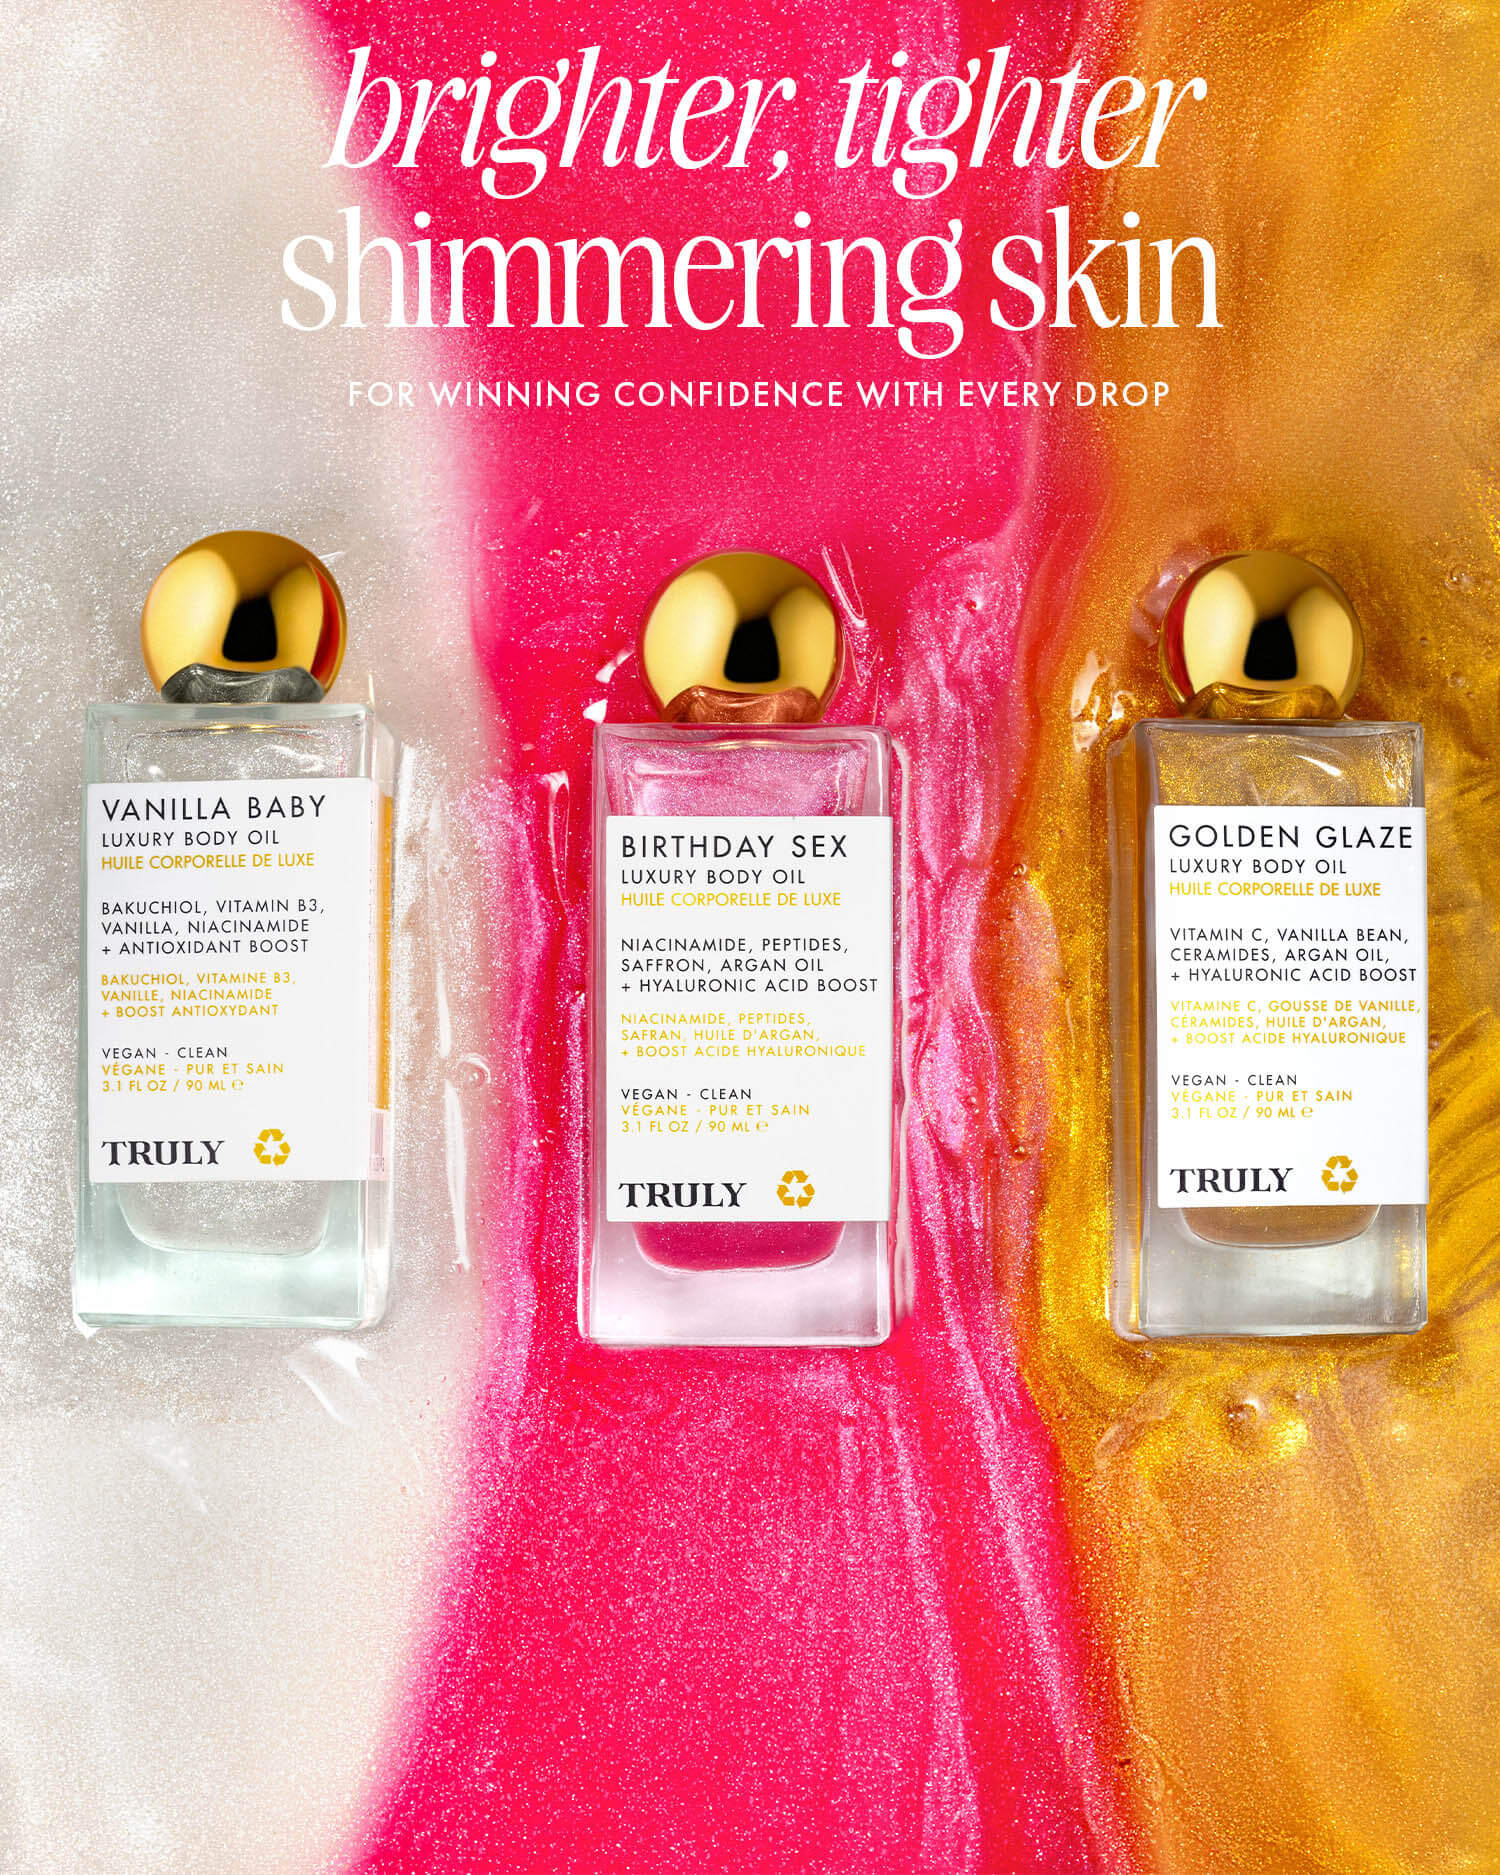 brighter, tighter
shimmering skin
FOR WINNING CONFIDENCE WITH EVERY DROP
VANILLA BABY
LUXURY BODY OIL
HUILE CORPORELLE DE LUXE
BAKUCHIOL, VITAMIN B3,
VANILLA, NIACINAMIDE
+ ANTIOXIDANT BOOST
BAKUCHIOL, VITAMINE B3,
VANILLE, NIACINAMIDE
+ BOOST ANTIOXYDANT
VEGAN - CLEAN
VÉGANE - PUR ET SAIN
3.1 FL OZ / 90 ML ℮
TRULY
BIRTHDAY SEX
LUXURY BODY OIL
HUILE CORPORELLE DE LUXE
NIACINAMIDE, PEPTIDES,
SAFFRON, ARGAN OIL
+ HYALURONIC ACID BOOST
NIACINAMIDE, PEPTIDES,
SAFRAN, HUILE D'ARGAN,
+ BOOST ACIDE HYALURONIQUE
VEGAN - CLEAN
VÉGANE - PUR ET SAIN
3.1 FL OZ / 90 ML ℮
TRULY
GOLDEN GLAZE
LUXURY BODY OIL
HUILE CORPORELLE DE LUXE
VITAMIN C, VANILLA BEAN,
CERAMIDES, ARGAN OIL,
+ HYALURONIC ACID BOOST
VITAMINE C, GOUSSE DE VANILLE,
CÉRAMIDES, HUILE D'ARGAN,
+ BOOST ACIDE HYALURONIQUE
VEGAN - CLEAN
VÉGANE - PUR ET SAIN
3.1 FL OZ / 90 ML ℮
TRULY